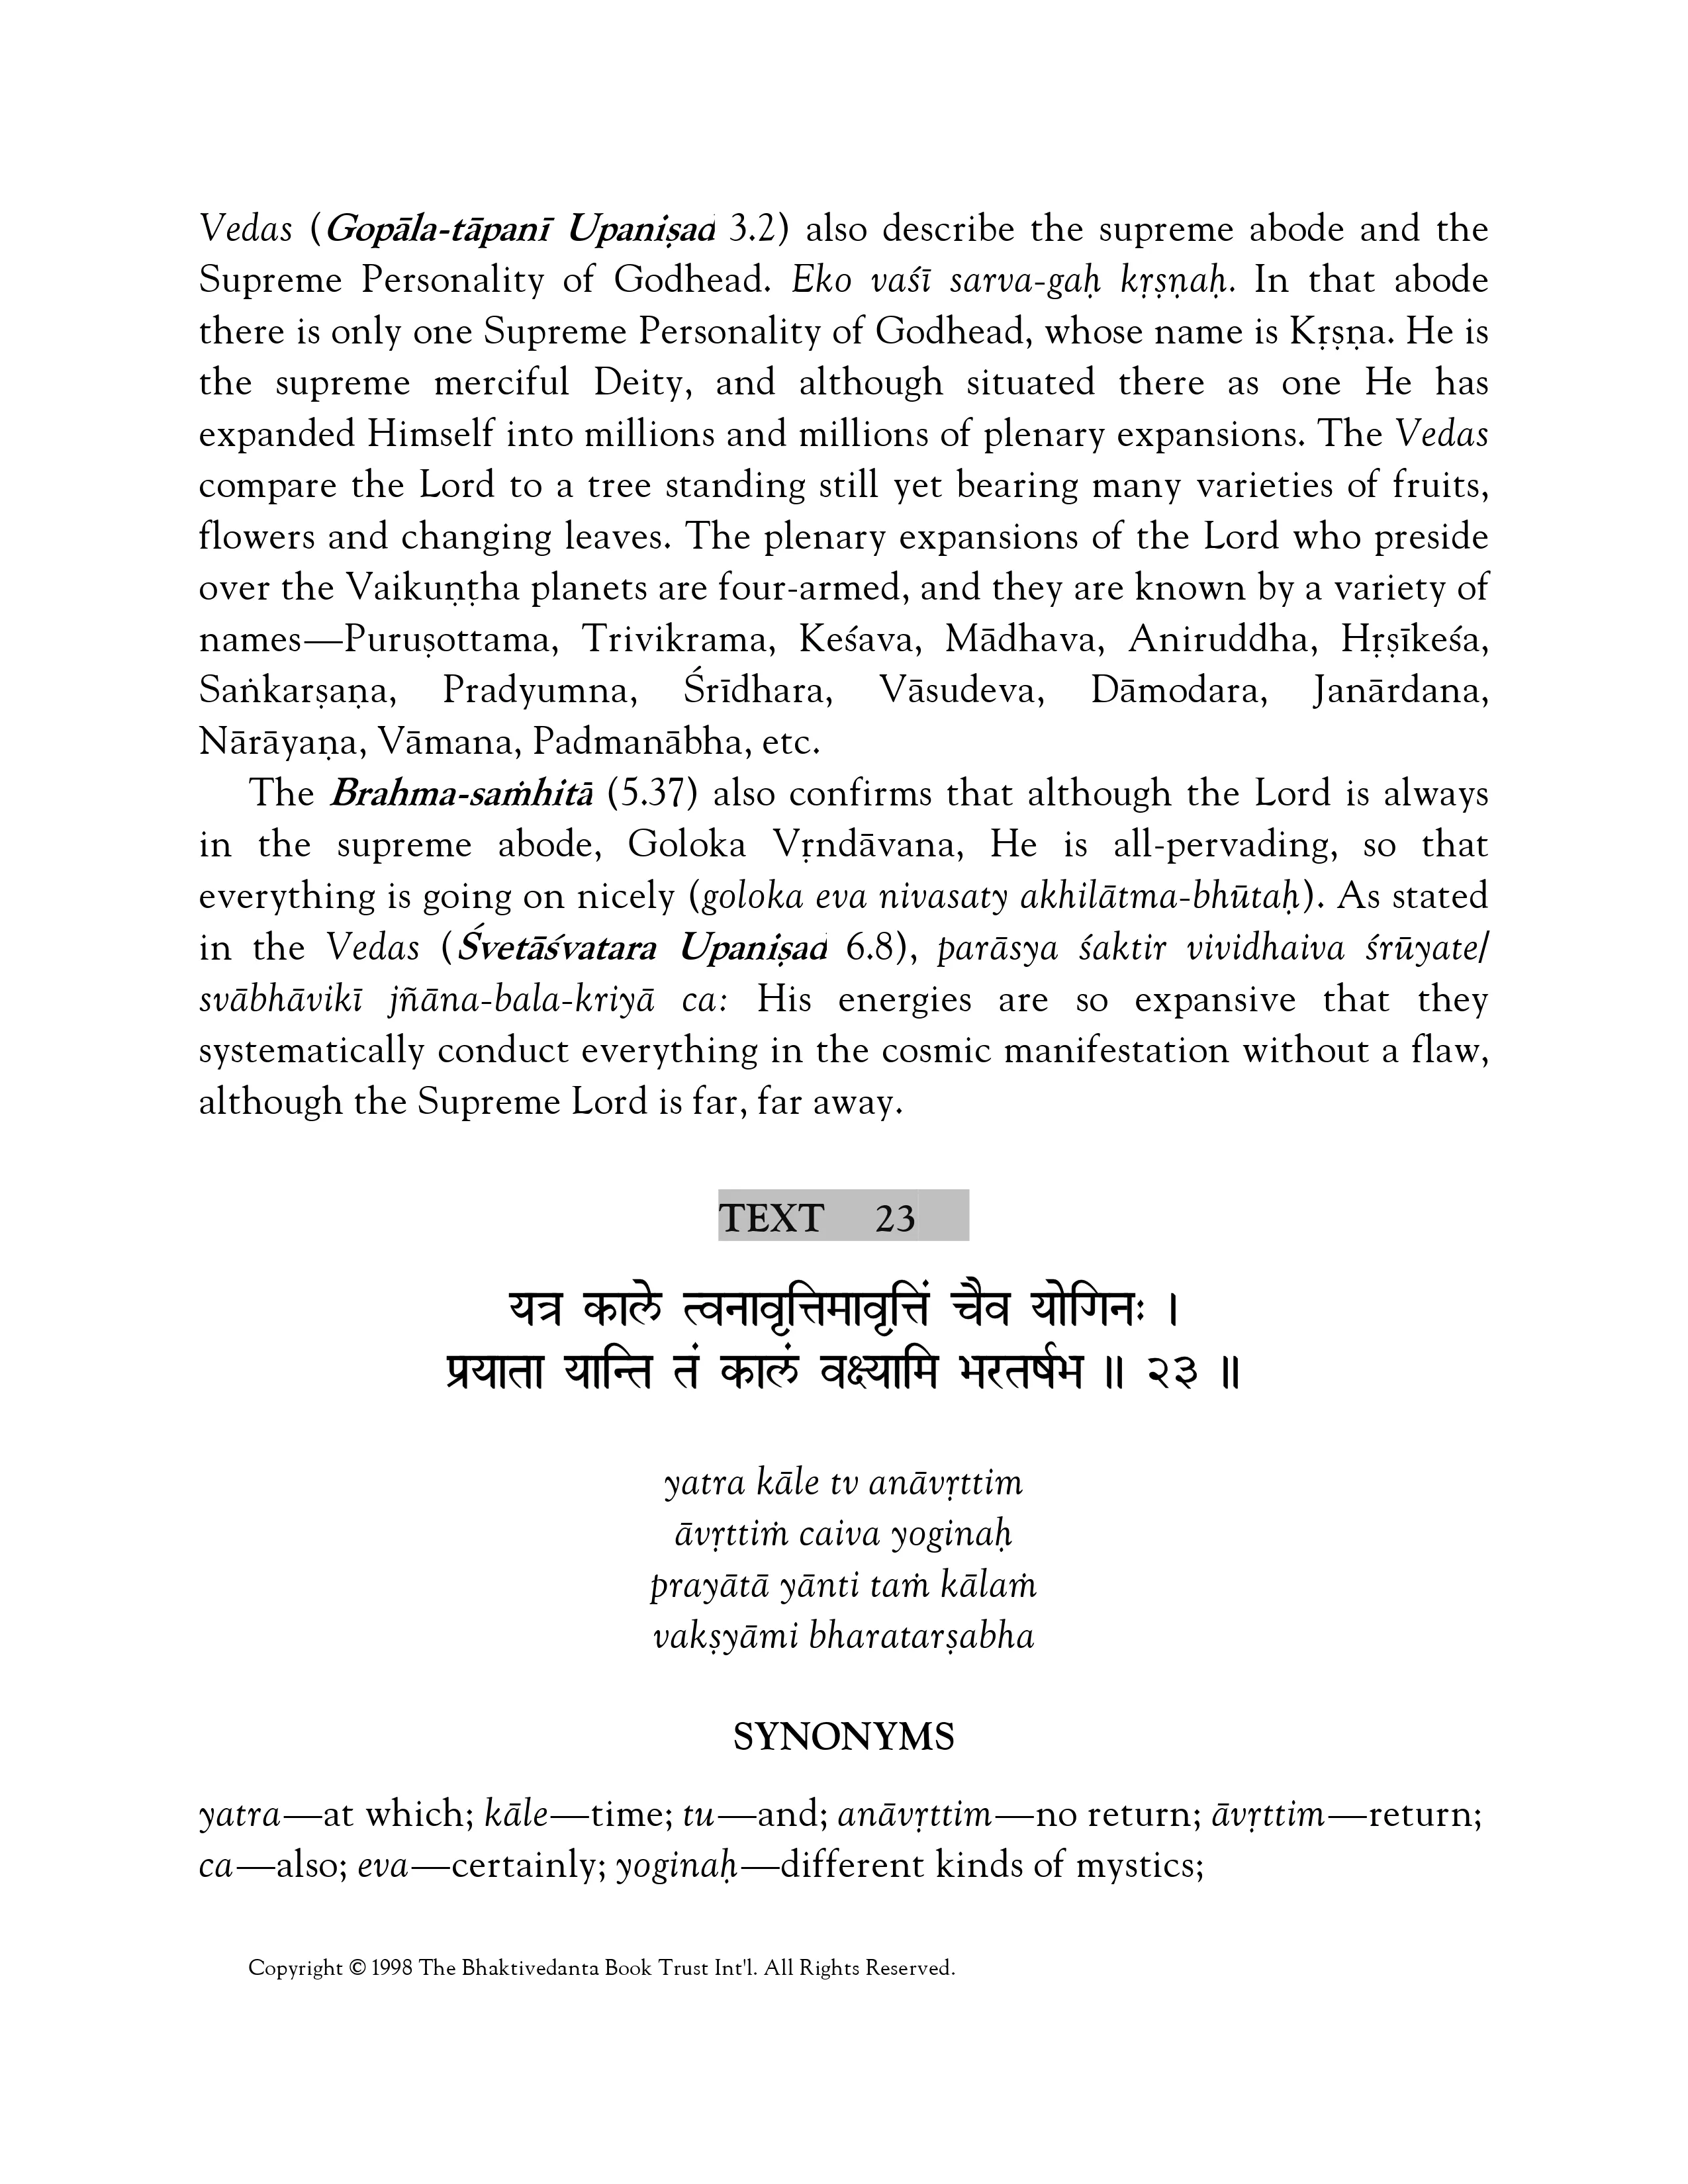 Vedas (Gopāla-tāpanī Upaniṣad 3.2) also describe the supreme abode and the
Supreme Personality of Godhead. Eko vaśī sarva-gaḥ kṛṣṇaḥ. In that abode
there is only one Supreme Personality of Godhead, whose name is Kṛṣṇa. He is
the supreme merciful Deity, and although situated there as one He has
expanded Himself into millions and millions of plenary expansions. The Vedas
compare the Lord to a tree standing still yet bearing many varieties of fruits,
flowers and changing leaves. The plenary expansions of the Lord who preside
over the Vaikuṇṭha planets are four-armed, and they are known by a variety of
names—Puruṣottama, Trivikrama, Keśava, Mādhava, Aniruddha, Hṛṣīkeśa,
Saṅkarṣaṇa, Pradyumna, Śrīdhara, Vāsudeva, Dāmodara, Janārdana,
Nārāyaṇa, Vāmana, Padmanābha, etc.
The Brahma-saṁhitā (5.37) also confirms that although the Lord is always
in the supreme abode, Goloka Vṛndāvana, He is all-pervading, so that
everything is going on nicely (goloka eva nivasaty akhilātma-bhūtaḥ). As stated
in the Vedas (Śvetāśvatara Upaniṣad 6.8), parāsya śaktir vividhaiva śrūyate/
svābhāvikī jñāna-bala-kriyā ca: His energies are so expansive that they
systematically conduct everything in the cosmic manifestation without a flaw,
although the Supreme Lord is far, far away.
TEXT 23
यत्र काले त्वनावृत्तिमावृत्तिं चैव योगिनः ।
प्रयाता यान्ति तं कालं वक्ष्यामि भरतर्षभ ॥ २३ ॥
yatra kāle tv anāvṛttim
āvṛttiṁ caiva yoginaḥ
prayātā yānti taṁ kālaṁ
vakṣyāmi bharatarṣabha
SYNONYMS
yatra—at which; kāle—time; tu—and; anāvṛttim—no return; āvṛttim—return;
ca—also; eva—certainly; yoginaḥ—different kinds of mystics;
Copyright © 1998 The Bhaktivedanta Book Trust Int'l. All Rights Reserved.